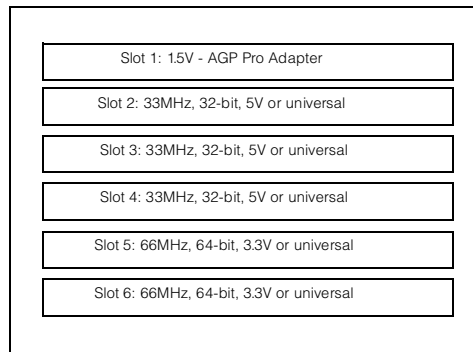 Slot 1: 1.5V - AGP Pro Adapter
Slot 2: 33MHz, 32-bit, 5V or universal
Slot 3: 33MHz, 32-bit, 5V or universal
Slot 4: 33MHz, 32-bit, 5V or universal
Slot 5: 66MHz, 64-bit, 3.3V or universal
Slot 6: 66MHz, 64-bit, 3.3V or universal